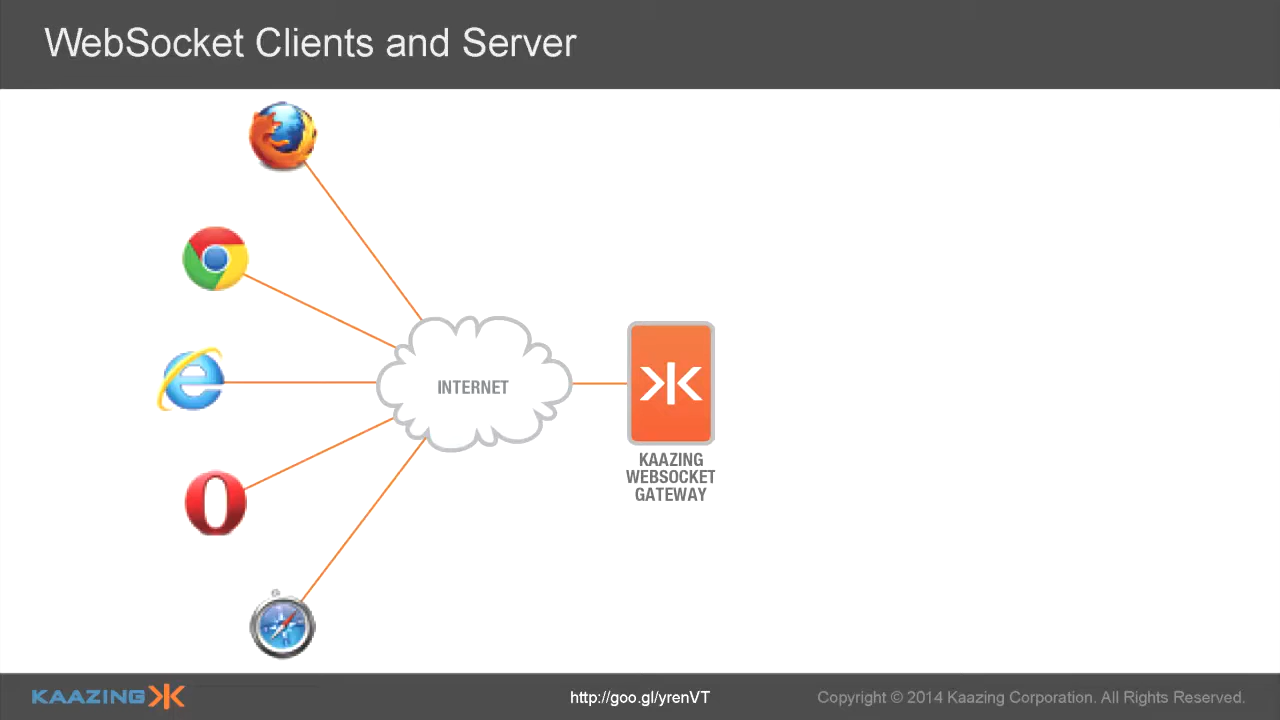 WebSocket Clients and Server
INTERNET
KAAZING
WEBSOCKET
GATEWAY
KAAZING
http://goo.gl/yrenVT
Copyright © 2014 Kaazing Corporation. All Rights Reserved.